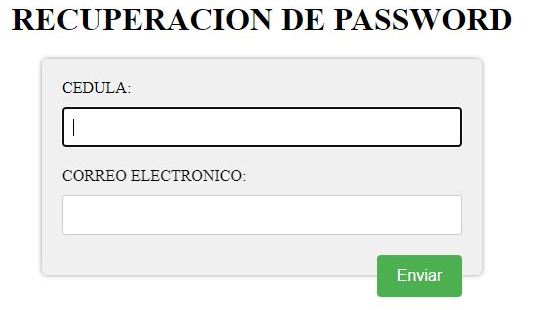 RECUPERACION DE PASSWORD
CEDULA:
CORREO ELECTRONICO:
Enviar